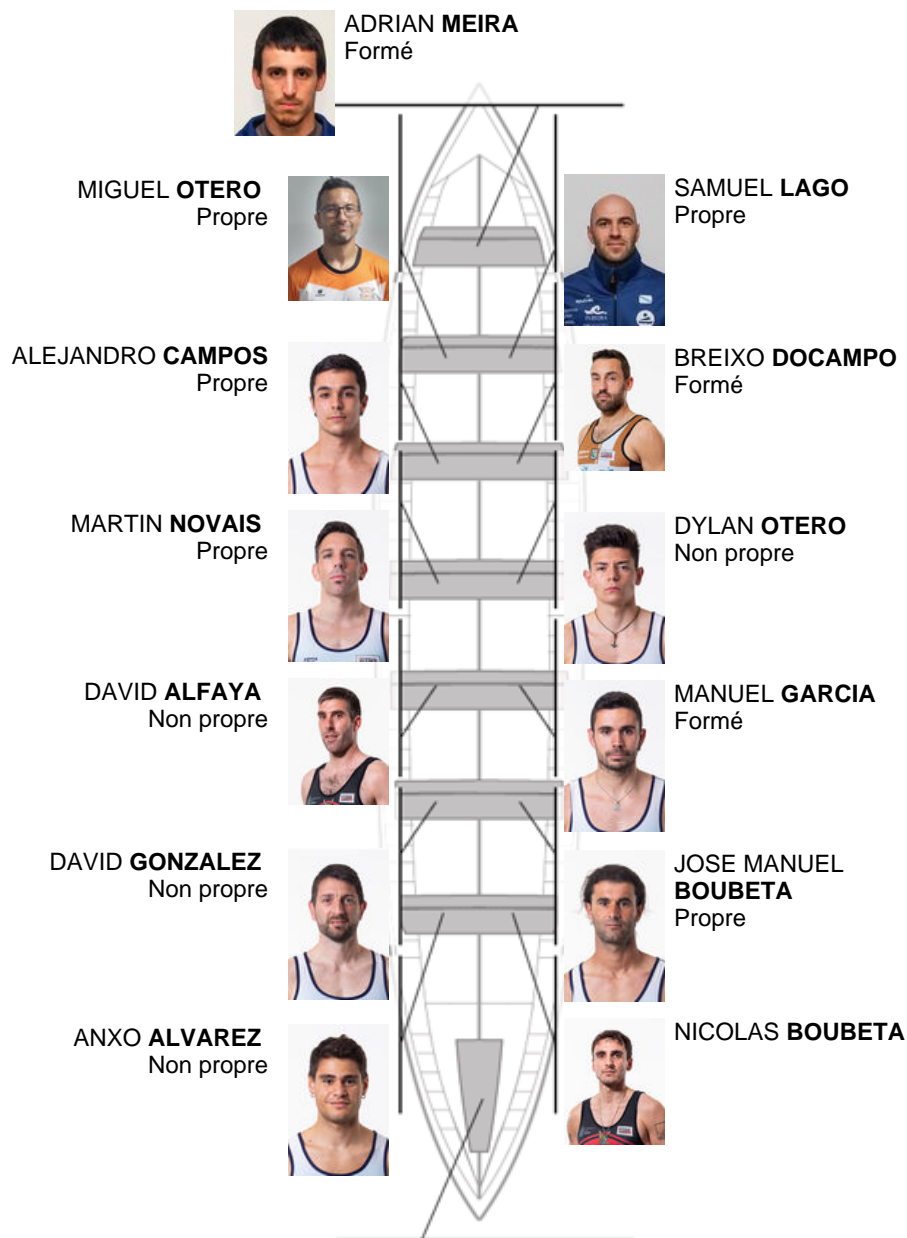 ADRIAN MEIRA
Formé
MIGUEL OTERO
Propre
SAMUEL LAGO
Propre
ALEJANDRO CAMPOS
Propre
BREIXO DOCAMPO
Formé
MARTIN NOVAIS
Propre
DYLAN OTERO
Non propre
DAVID ALFAYA
Non propre
MANUEL GARCIA
Formé
DAVID GONZALEZ
Non propre
JOSE MANUEL
BOUBETA
Propre
ANXO ALVAREZ
Non propre
NICOLAS BOUBETA